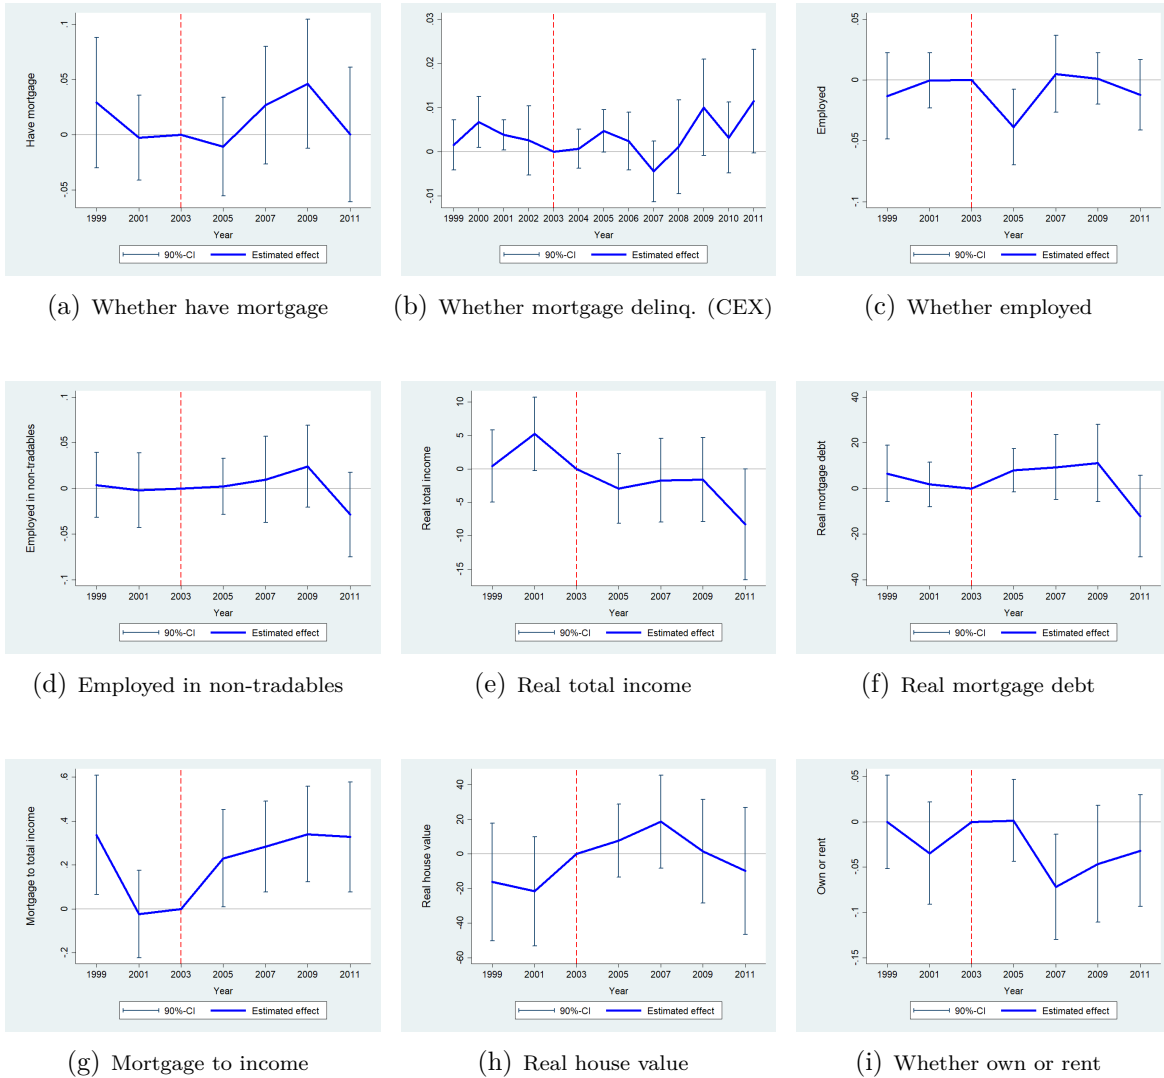 Have mortgage
.1
.05
0
-.05
1999 2001 2003 2005 2007 2009 2011
Year
90%-CI Estimated effect
(a) Whether have mortgage
.03
.02
.01
0
-.01
1999 2000 2001 2002 2003 2004 2005 2006 2007 2008 2009 2010 2011
Year
90%-CI Estimated effect
(b) Whether mortgage delinq. (CEX)
Employed
.05
0
-.05
-.1
1999 2001 2003 2005 2007 2009 2011
Year
90%-CI Estimated effect
(c) Whether employed
Employed in non-tradables
.1
.05
0
-.05
-.1
1999 2001 2003 2005 2007 2009 2011
Year
90%-CI Estimated effect
(d) Employed in non-tradables
Real total income
10
5
0
-5
-10
-15
1999 2001 2003 2005 2007 2009 2011
Year
90%-CI Estimated effect
(e) Real total income
Real mortgage debt
40
20
0
-20
-40
1999 2001 2003 2005 2007 2009 2011
Year
90%-CI Estimated effect
(f) Real mortgage debt
Mortgage to total income
.6
.4
.2
0
-.2
1999 2001 2003 2005 2007 2009 2011
Year
90%-CI Estimated effect
(g) Mortgage to income
Real house value
40
20
0
-20
-40
-60
1999 2001 2003 2005 2007 2009 2011
Year
90%-CI Estimated effect
(h) Real house value
Own or rent
.05
0
-.05
-.1
-.15
1999 2001 2003 2005 2007 2009 2011
Year
90%-CI Estimated effect
(i) Whether own or rent